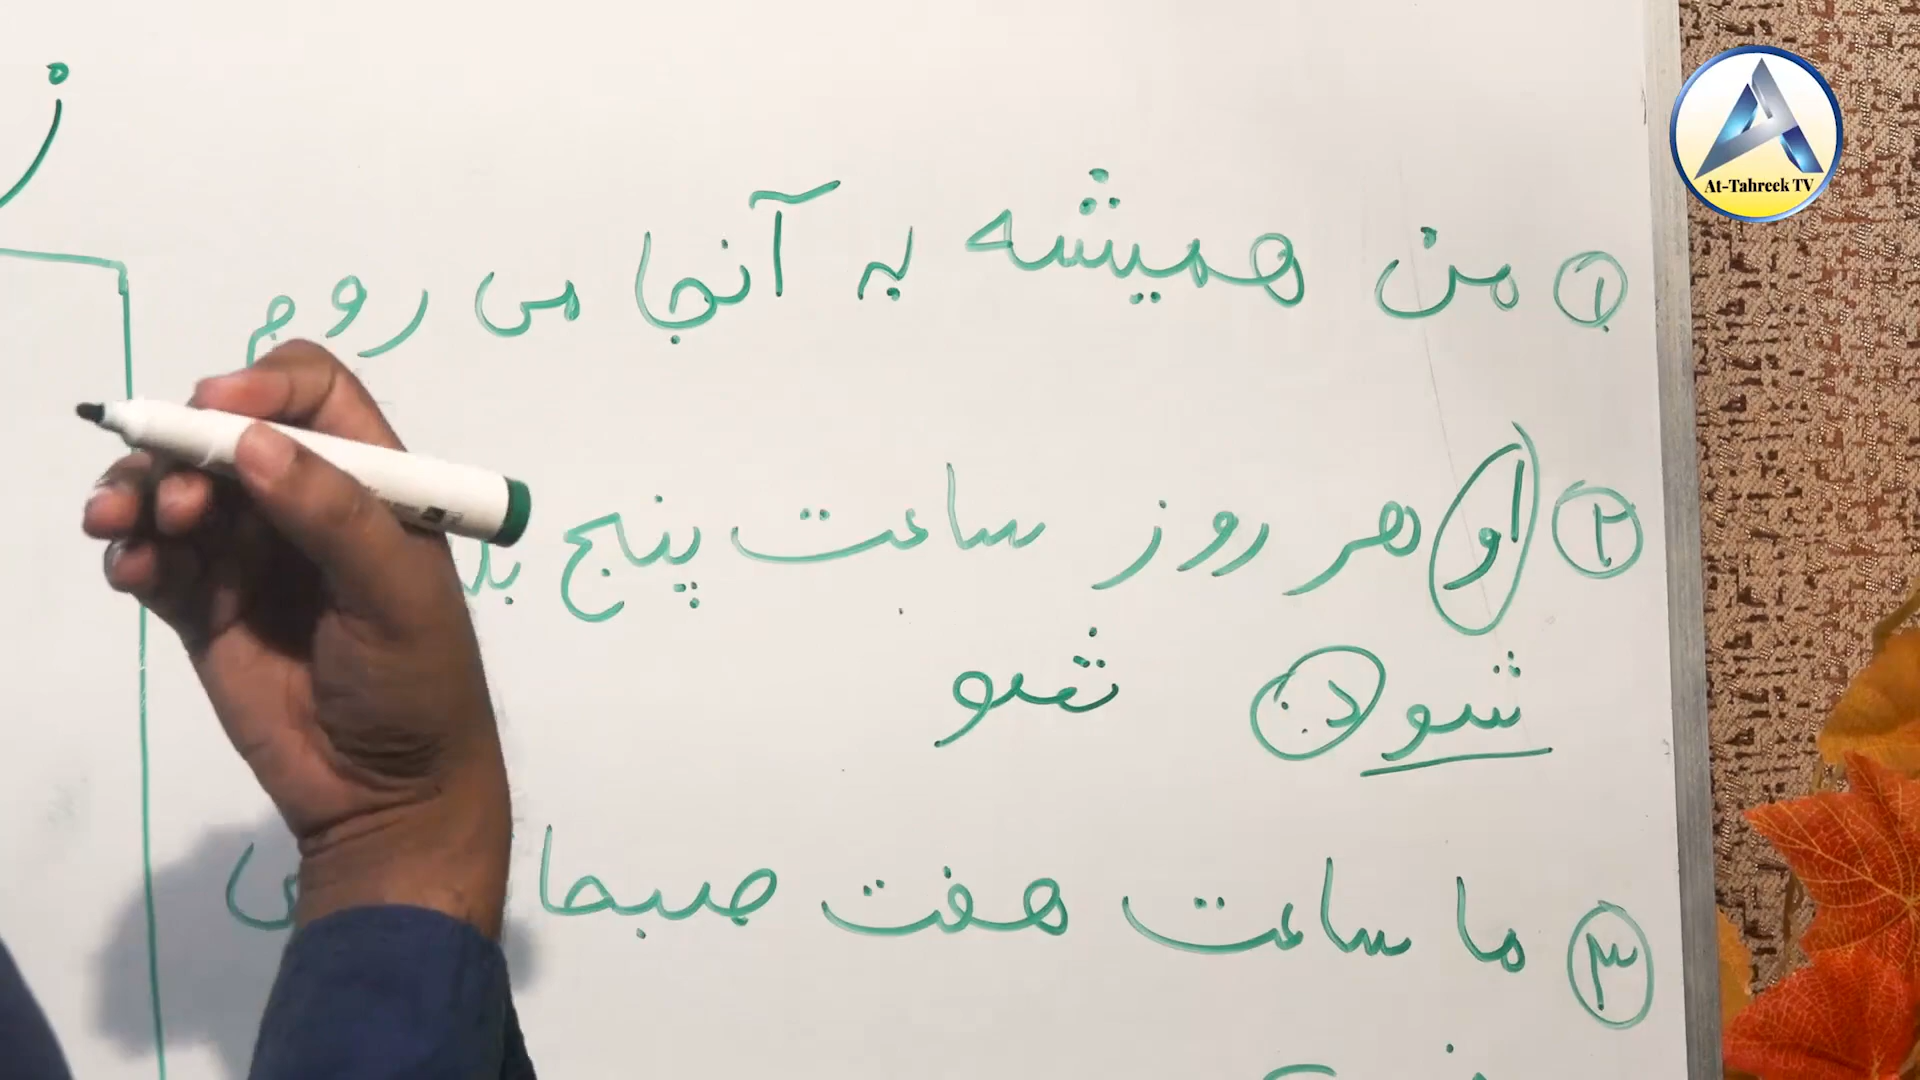 At-Tahreek TV
۱ من همیشه به آنجا می روم
۲ او هر روز ساعت پنج
شود شو
۳ ما ساعت هفت صبحا